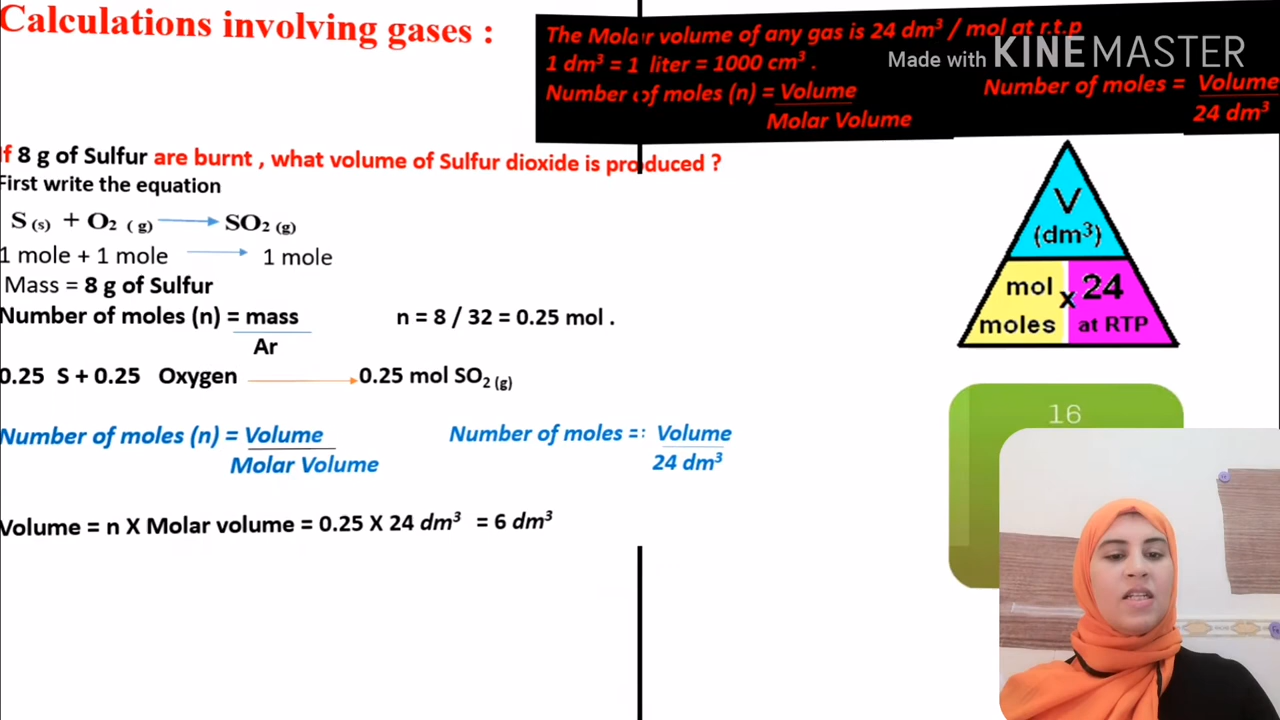 Calculations involving gases :
The Molar volume of any gas is 24 dm³ / mol at r.t.p
1 dm³ = 1 liter = 1000 cm³ .
Number of moles (n) = Volume
Molar Volume
Number of moles = Volume
24 dm³
Made with KINEMASTER
If 8 g of Sulfur are burnt , what volume of Sulfur dioxide is produced ?
First write the equation
S (s) + O₂ ( g) SO₂ (g)
1 mole + 1 mole 1 mole
Mass = 8 g of Sulfur
Number of moles (n) = mass n = 8 / 32 = 0.25 mol .
Ar
0.25 S + 0.25 Oxygen 0.25 mol SO₂ (g)
Number of moles (n) = Volume
Molar Volume
Number of moles =: Volume
24 dm³
Volume = n X Molar volume = 0.25 X 24 dm³ = 6 dm³
V
(dm³)
mol x 24
moles at RTP
16